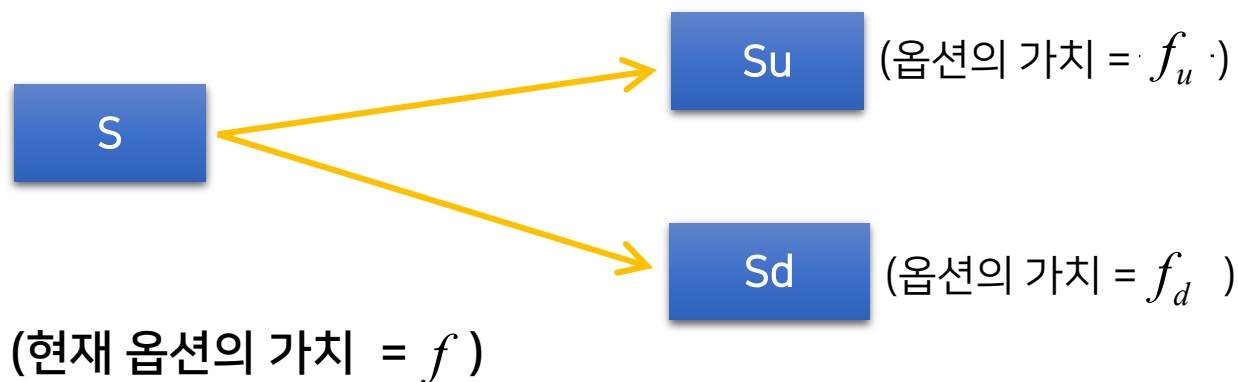 Su (옵션의 가치 = f_u)
S
Sd (옵션의 가치 = f_d )
(현재 옵션의 가치 = f )